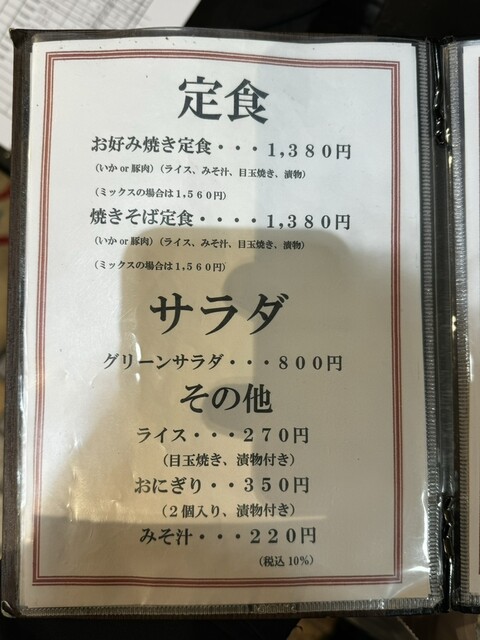 定食
お好み焼き定食・・・1,380円
(いか or 豚肉)(ライス、みそ汁、目玉焼き、漬物)
(ミックスの場合は1,560円)
焼きそば定食・・・・1,380円
(いか or 豚肉)(ライス、みそ汁、目玉焼き、漬物)
(ミックスの場合は1,560円)
サラダ
グリーンサラダ・・・800円
その他
ライス・・・270円
(目玉焼き、漬物付き)
おにぎり・・350円
(2個入り、漬物付き)
みそ汁・・・220円
(税込10%)